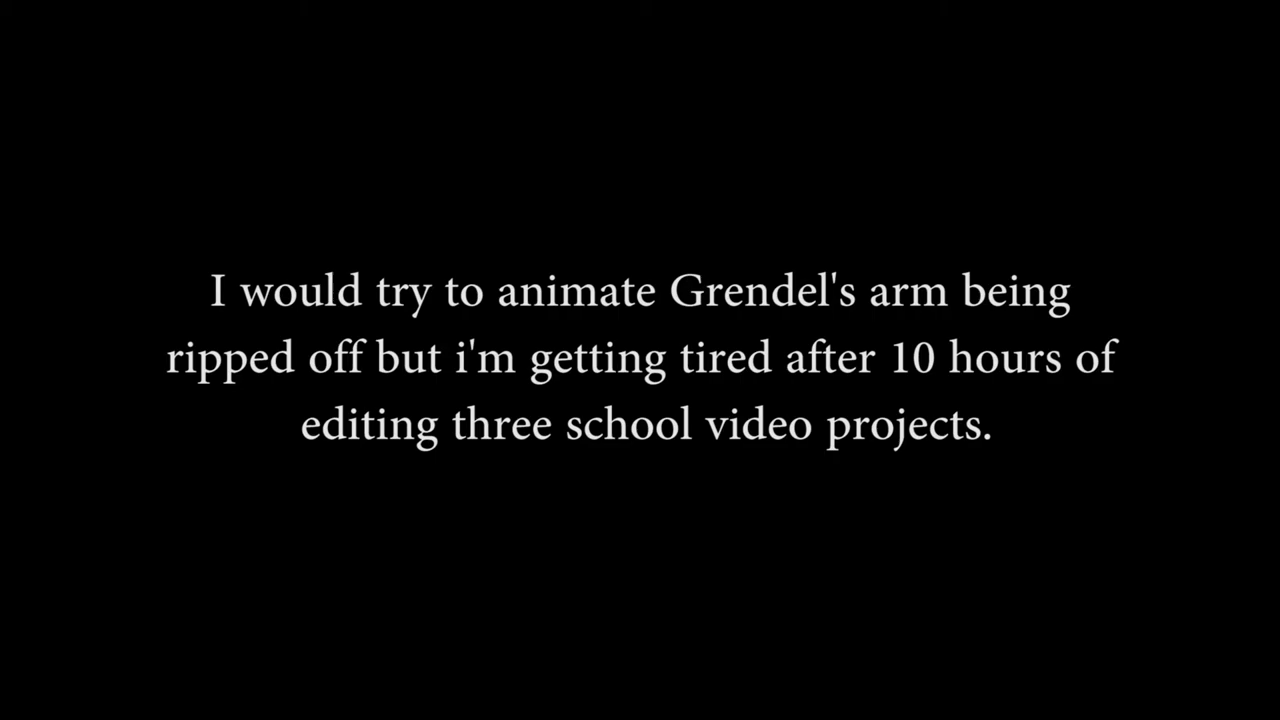 I would try to animate Grendel's arm being
ripped off but i'm getting tired after 10 hours of
editing three school video projects.